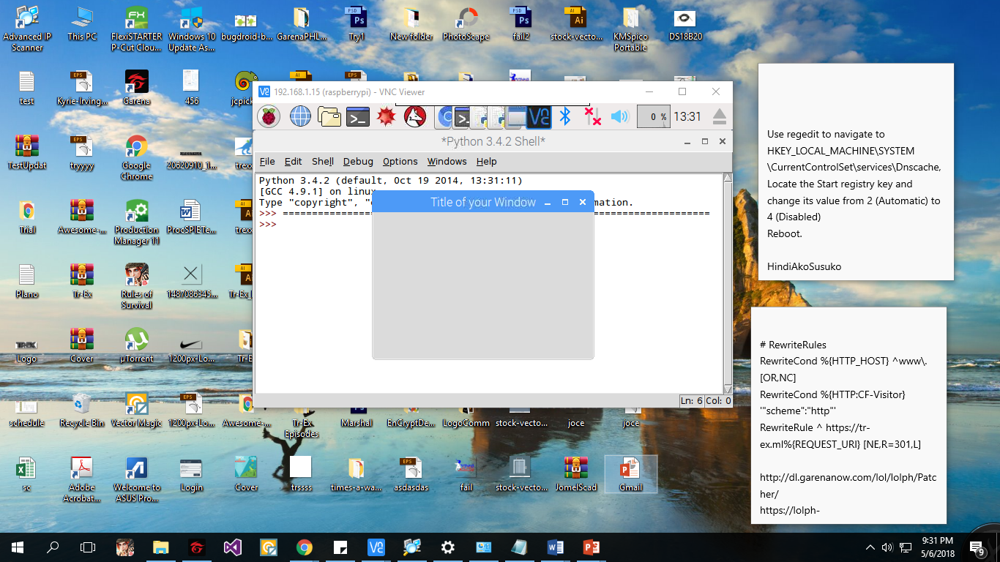 Advanced IP Scanner
This PC
FlexiSTARTER P-Cut Clou...
Windows 10 Update As...
bugdroid-b...
GarenaPHL...
Try1
New folder
PhotoScape
fail2
stock-vecto...
KMSpico Portable
DS18B20
test
Kyrie-Irving...
Garena
456
jcpick
TestUpdat
tryyyy
Google Chrome
20620910_1...
trexx
Trial
Awesome-...
Production Manager 11
ProcSPIETe...
trexx
Plano
Tr-Ex
Rules of Survival
1487086345...
Tr-Ex_
Logo
Cover
µTorrent
1200px-Lo...
Tr-E
schedule
Recycle Bin
Vector Magic
1200px-Lo...
Awesome-...
Tr-Ex Episodes
Marshal
EnCryptDe...
LogoComm
stock-vecto...
joce
joce
sc
Adobe Acrobat...
Welcome to ASUS Pro...
Login
Cover
trssss
times-a-wa...
asdasdas
fail
stock-vecto...
JomelScad
Gmail
192.168.1.15 (raspberrypi) - VNC Viewer
0 %
13:31
*Python 3.4.2 Shell*
File Edit Shell Debug Options Windows Help
Python 3.4.2 (default, Oct 19 2014, 13:31:11)
[GCC 4.9.1] on linux
Type "copyright", "
mation.
>>> ================================
>>>
Title of your Window
Ln: 6 Col: 0
Use regedit to navigate to
HKEY_LOCAL_MACHINE\SYSTEM
\CurrentControlSet\services\Dnscache,
Locate the Start registry key and
change its value from 2 (Automatic) to
4 (Disabled)
Reboot.
HindiAkoSusuko
# RewriteRules
RewriteCond %{HTTP_HOST} ^www\.
[OR,NC]
RewriteCond %{HTTP:CF-Visitor}
'"scheme":"http"'
RewriteRule ^ https://tr-
ex.ml%{REQUEST_URI} [NE,R=301,L]
http://dl.garenanow.com/lol/lolph/Patc
her/
https://lolph-
9:31 PM
5/6/2018
9